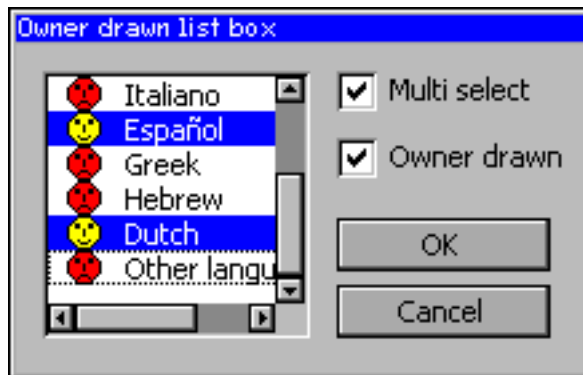 Owner drawn list box
Italiano
Español
Greek
Hebrew
Dutch
Other langu
Multi select
Owner drawn
OK
Cancel